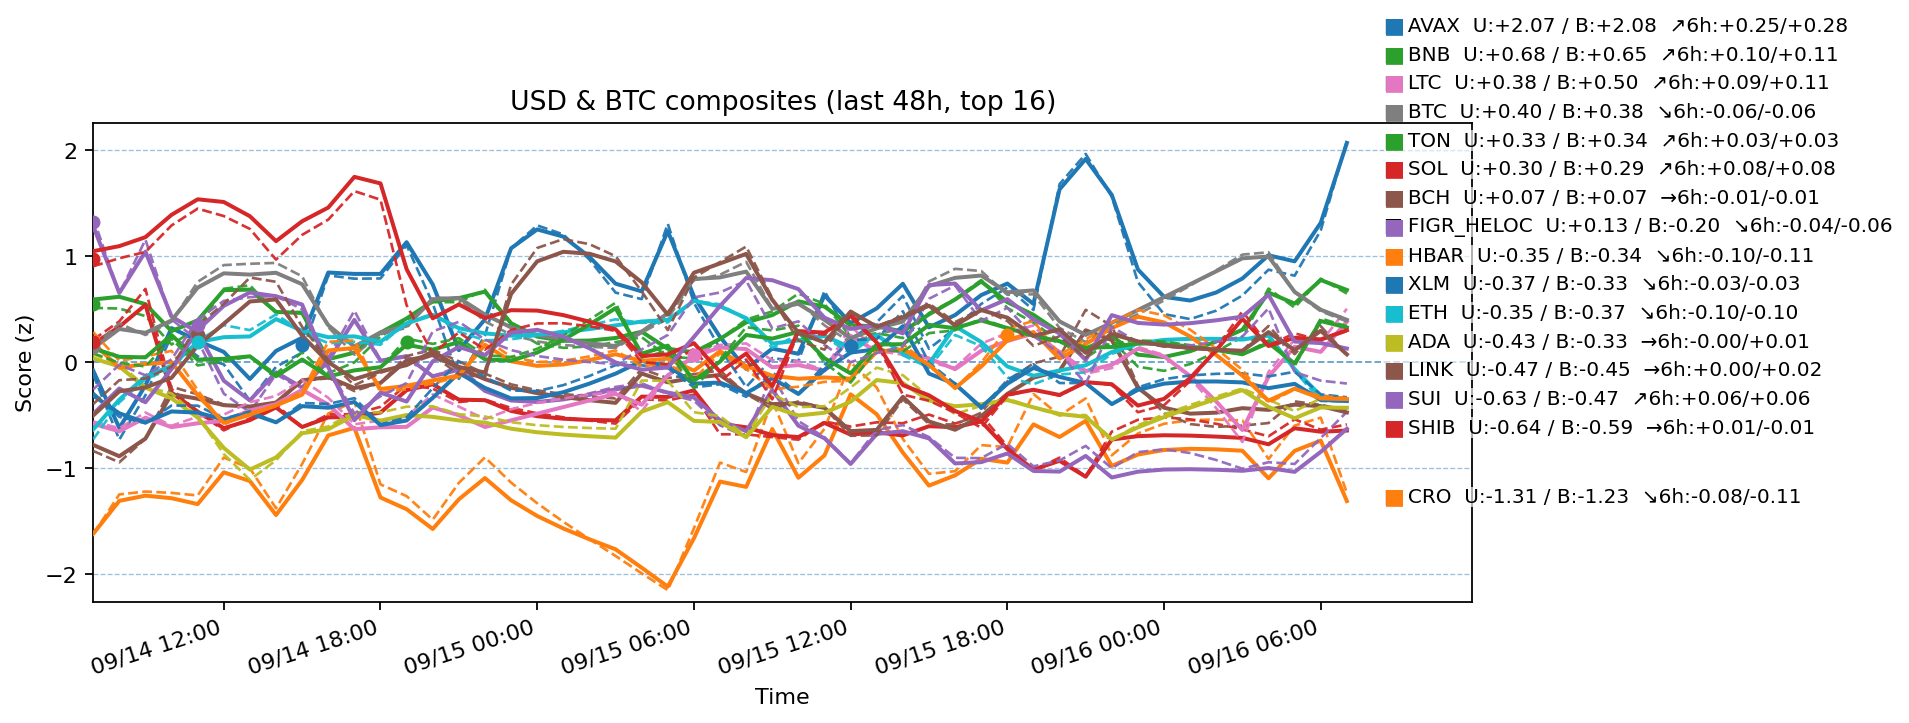 AVAX  U:+2.07 / B:+2.08  ↗6h:+0.25/+0.28
BNB  U:+0.68 / B:+0.65  ↗6h:+0.10/+0.11
LTC  U:+0.38 / B:+0.50  ↗6h:+0.09/+0.11
USD & BTC composites (last 48h, top 16)
BTC  U:+0.40 / B:+0.38  ↘6h:-0.06/-0.06
TON  U:+0.33 / B:+0.34  ↗6h:+0.03/+0.03
SOL  U:+0.30 / B:+0.29  ↗6h:+0.08/+0.08
BCH  U:+0.07 / B:+0.07  →6h:-0.01/-0.01
FIGR_HELOC  U:+0.13 / B:-0.20  ↘6h:-0.04/-0.06
HBAR  U:-0.35 / B:-0.34  ↘6h:-0.10/-0.11
XLM  U:-0.37 / B:-0.33  ↘6h:-0.03/-0.03
ETH  U:-0.35 / B:-0.37  ↘6h:-0.10/-0.10
ADA  U:-0.43 / B:-0.33  →6h:-0.00/+0.01
LINK  U:-0.47 / B:-0.45  →6h:+0.00/+0.02
SUI  U:-0.63 / B:-0.47  ↗6h:+0.06/+0.06
SHIB  U:-0.64 / B:-0.59  →6h:+0.01/-0.01
CRO  U:-1.31 / B:-1.23  ↘6h:-0.08/-0.11
Score (z)
2
1
0
−1
−2
09/14 12:00
09/14 18:00
09/15 00:00
09/15 06:00
09/15 12:00
09/15 18:00
09/16 00:00
09/16 06:00
Time